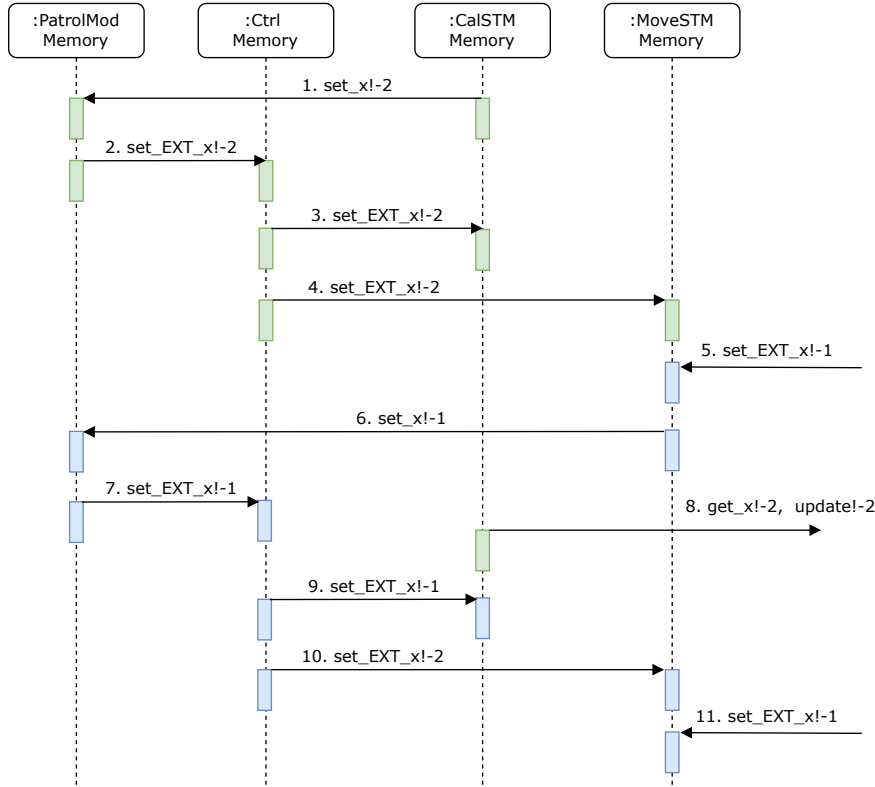 :PatrolMod
Memory
:Ctrl
Memory
:CalSTM
Memory
:MoveSTM
Memory
1. set_x!-2
2. set_EXT_x!-2
3. set_EXT_x!-2
4. set_EXT_x!-2
5. set_EXT_x!-1
6. set_x!-1
7. set_EXT_x!-1
8. get_x!-2, update!-2
9. set_EXT_x!-1
10. set_EXT_x!-2
11. set_EXT_x!-1